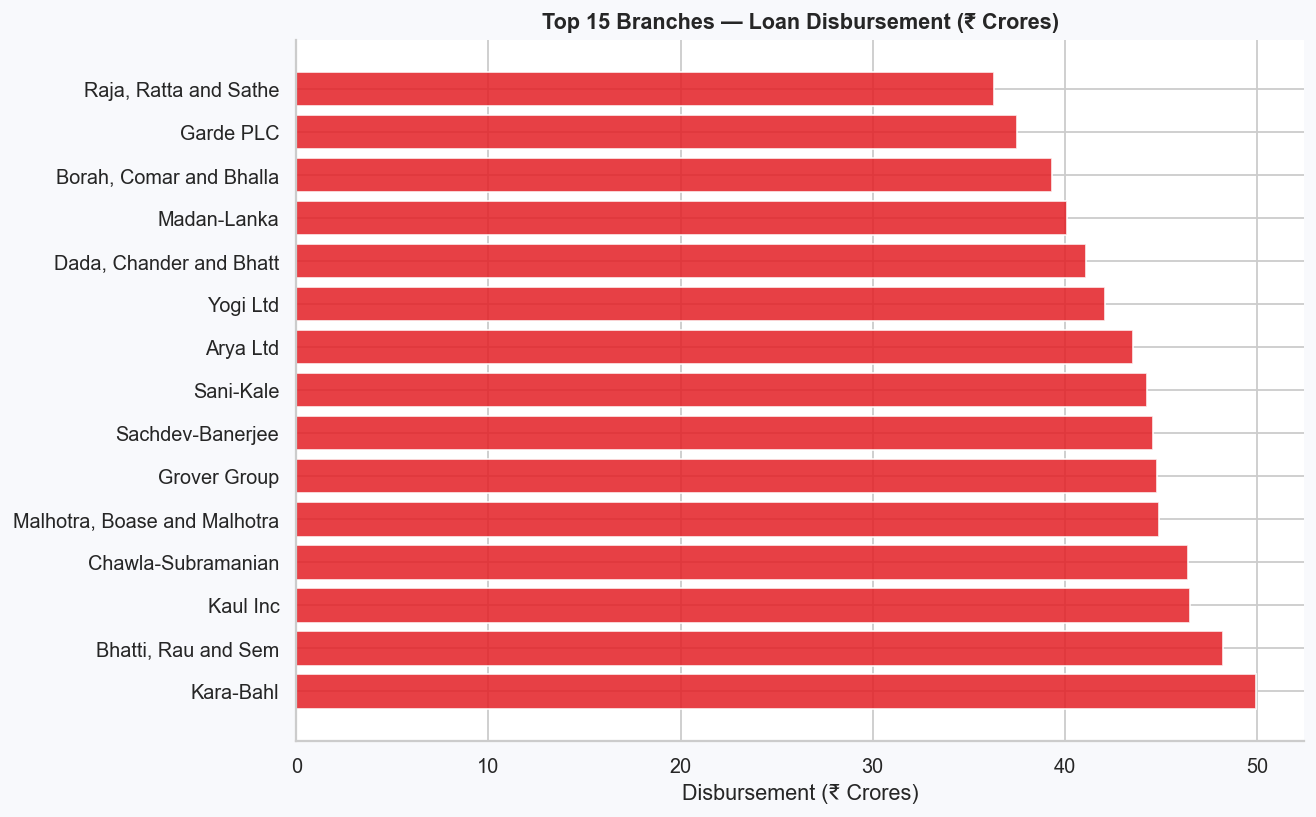 Top 15 Branches — Loan Disbursement (₹ Crores)
Raja, Ratta and Sathe
Garde PLC
Borah, Comar and Bhalla
Madan-Lanka
Dada, Chander and Bhatt
Yogi Ltd
Arya Ltd
Sani-Kale
Sachdev-Banerjee
Grover Group
Malhotra, Boase and Malhotra
Chawla-Subramanian
Kaul Inc
Bhatti, Rau and Sem
Kara-Bahl
0 10 20 30 40 50
Disbursement (₹ Crores)